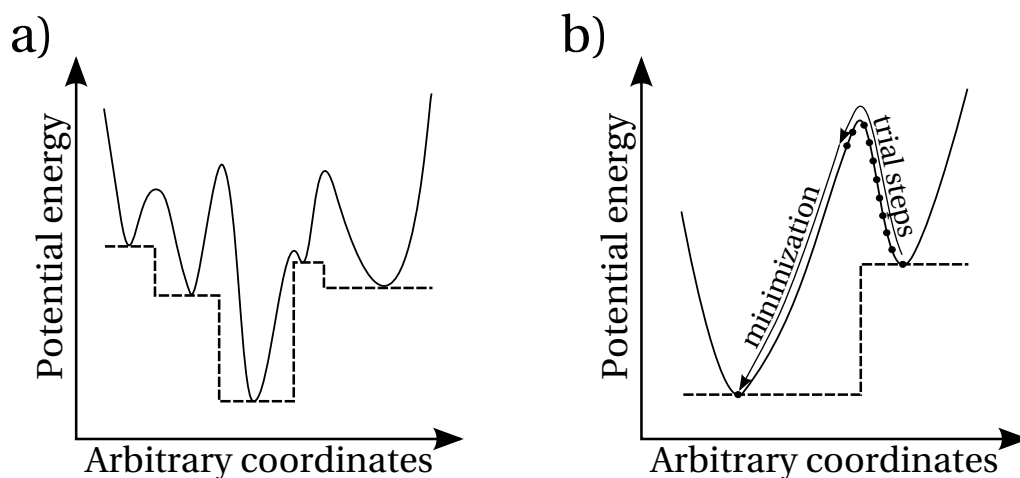 a)
Potential energy
Arbitrary coordinates
b)
Potential energy
minimization
trial steps
Arbitrary coordinates